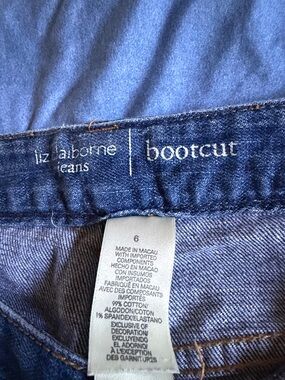 liz claiborne
jeans
bootcut
6
MADE IN MACAU
WITH IMPORTED
COMPONENTS
HECHO EN MACAO
CON INSUMOS
IMPORTADOS
FABRIQUÉ EN MACAU
AVEC DES COMPOSANTS
IMPORTÉS
99% COTTON/
ALGODON/COTON
1% SPANDEX/ELASTANO
EXCLUSIVE OF
DECORATION/
EXCLUYENDO
EL ADORNO/
A L'EXCEPTION
DES GARNITURES